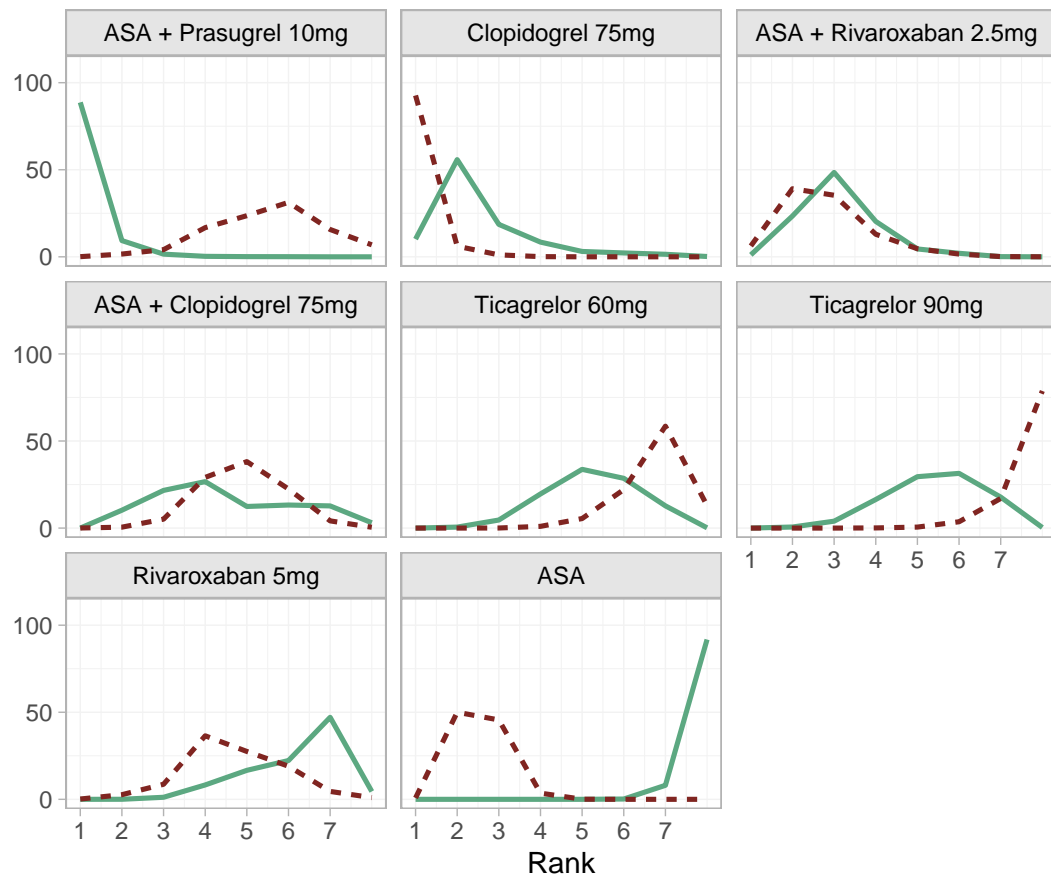 ASA + Prasugrel 10mg
Clopidogrel 75mg
ASA + Rivaroxaban 2.5mg
100
50
0
ASA + Clopidogrel 75mg
Ticagrelor 60mg
Ticagrelor 90mg
100
50
0
1 2 3 4 5 6 7
Rivaroxaban 5mg
ASA
100
50
0
1 2 3 4 5 6 7
1 2 3 4 5 6 7
Rank